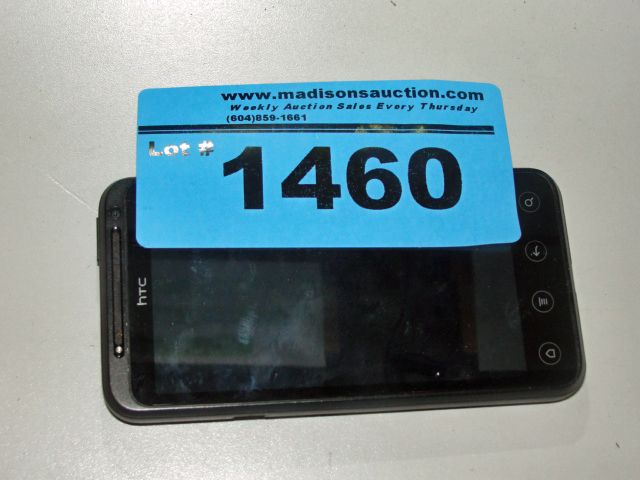 www.madisonsauction.com
Weekly Auction Sales Every Thursday
(604)859-1661
Lot #
1460
hTC